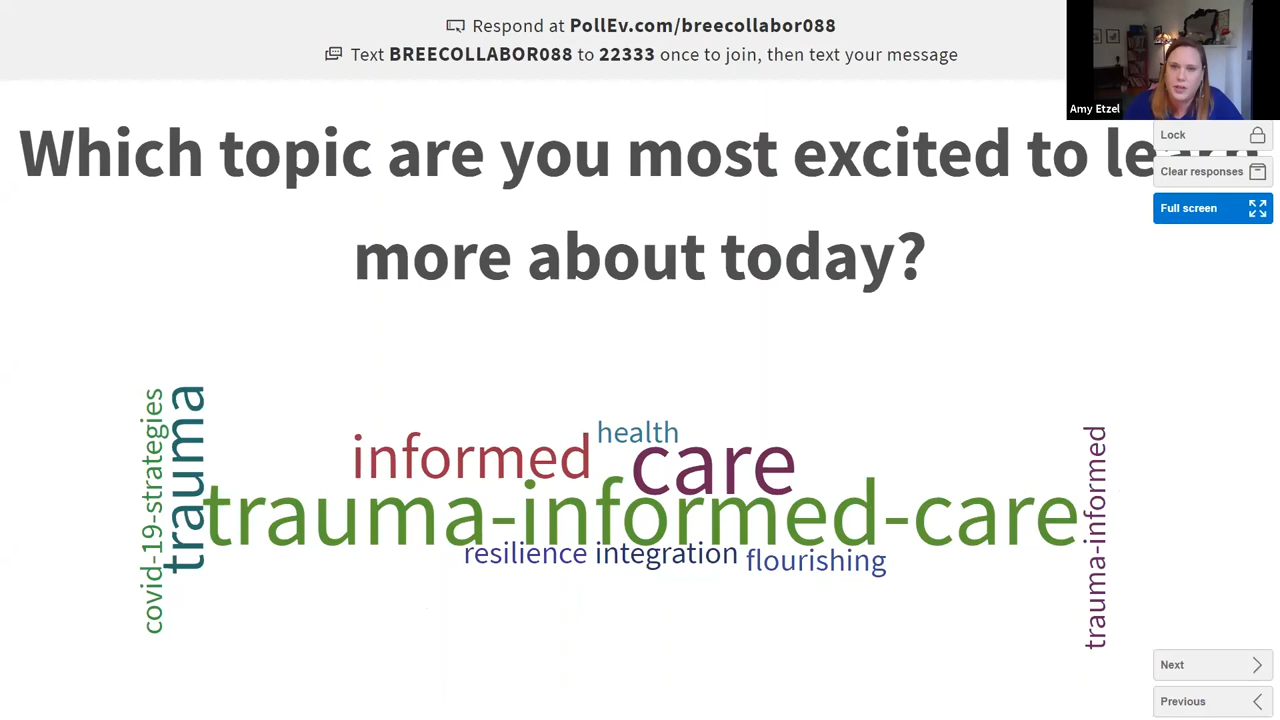 Respond at PollEv.com/breecollabor088
Text BREECOLLABOR088 to 22333 once to join, then text your message
Amy Etzel
Lock
Which topic are you most excited to learn
Clear responses
Full screen
more about today?
covid-19-strategies
trauma
informed
health
care
trauma-informed-care
resilience
integration
flourishing
trauma-informed
Next
Previous